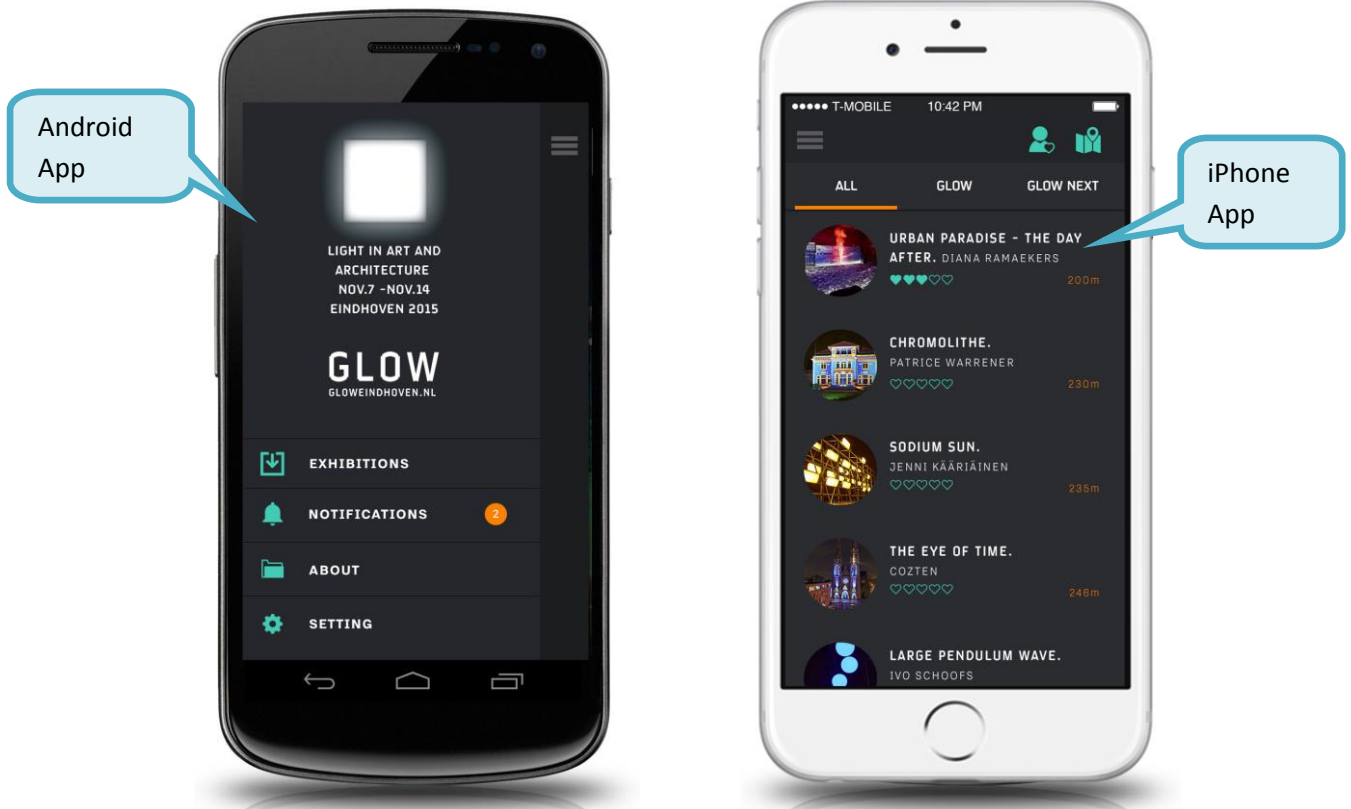 Android
App
LIGHT IN ART AND
ARCHITECTURE
NOV.7 -NOV.14
EINDHOVEN 2015
GLOW
GLOWEINDHOVEN.NL
EXHIBITIONS
NOTIFICATIONS 2
ABOUT
SETTING
T-MOBILE 10:42 PM
ALL GLOW GLOW NEXT
URBAN PARADISE - THE DAY
AFTER. DIANA RAMAEKERS
200m
CHROMOLITHE.
PATRICE WARRENER
230m
SODIUM SUN.
JENNI KÄÄRIÄINEN
235m
THE EYE OF TIME.
COZTEN
246m
LARGE PENDULUM WAVE.
IVO SCHOOFS
iPhone
App